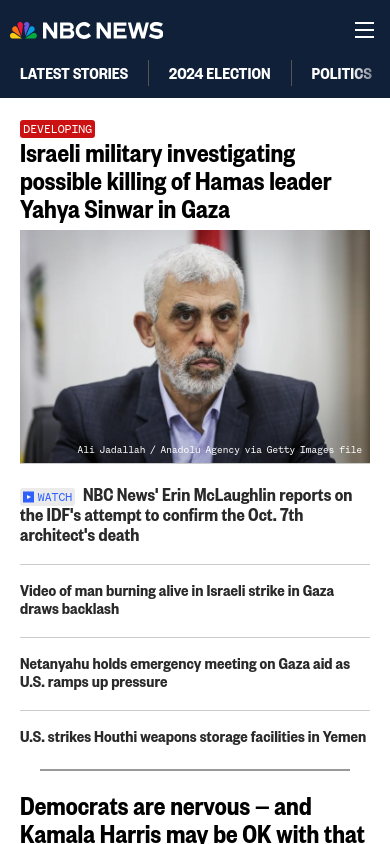 NBC NEWS
LATEST STORIES
2024 ELECTION
POLITICS
DEVELOPING
Israeli military investigating
possible killing of Hamas leader
Yahya Sinwar in Gaza
Ali Jadallah / Anadolu Agency via Getty Images file
WATCH NBC News' Erin McLaughlin reports on
the IDF's attempt to confirm the Oct. 7th
architect's death
Video of man burning alive in Israeli strike in Gaza
draws backlash
Netanyahu holds emergency meeting on Gaza aid as
U.S. ramps up pressure
U.S. strikes Houthi weapons storage facilities in Yemen
Democrats are nervous — and
Kamala Harris may be OK with that